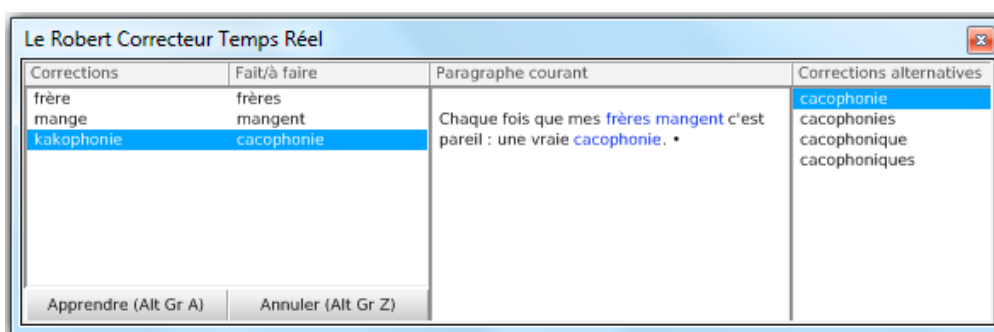 Le Robert Correcteur Temps Réel
Corrections Fait/à faire Paragraphe courant Corrections alternatives
frère frères
mange mangent
kakophonie cacophonie
Chaque fois que mes frères mangent c'est
pareil : une vraie cacophonie. •
cacophonie
cacophonies
cacophonique
cacophoniques
Apprendre (Alt Gr A) Annuler (Alt Gr Z)